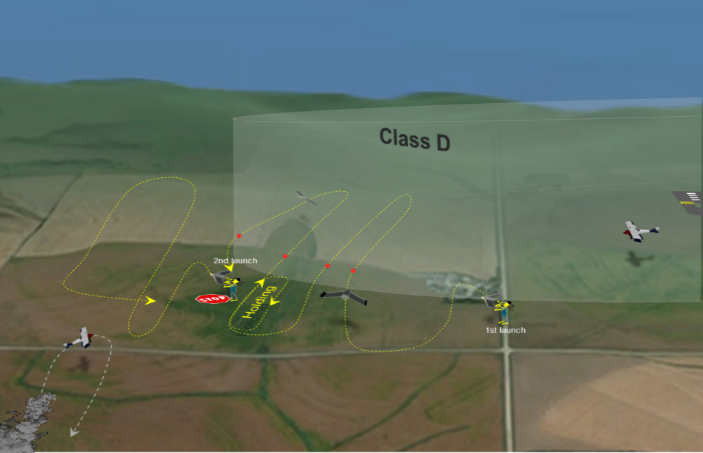 Class D
2nd launch
STOP
Holding
1st launch